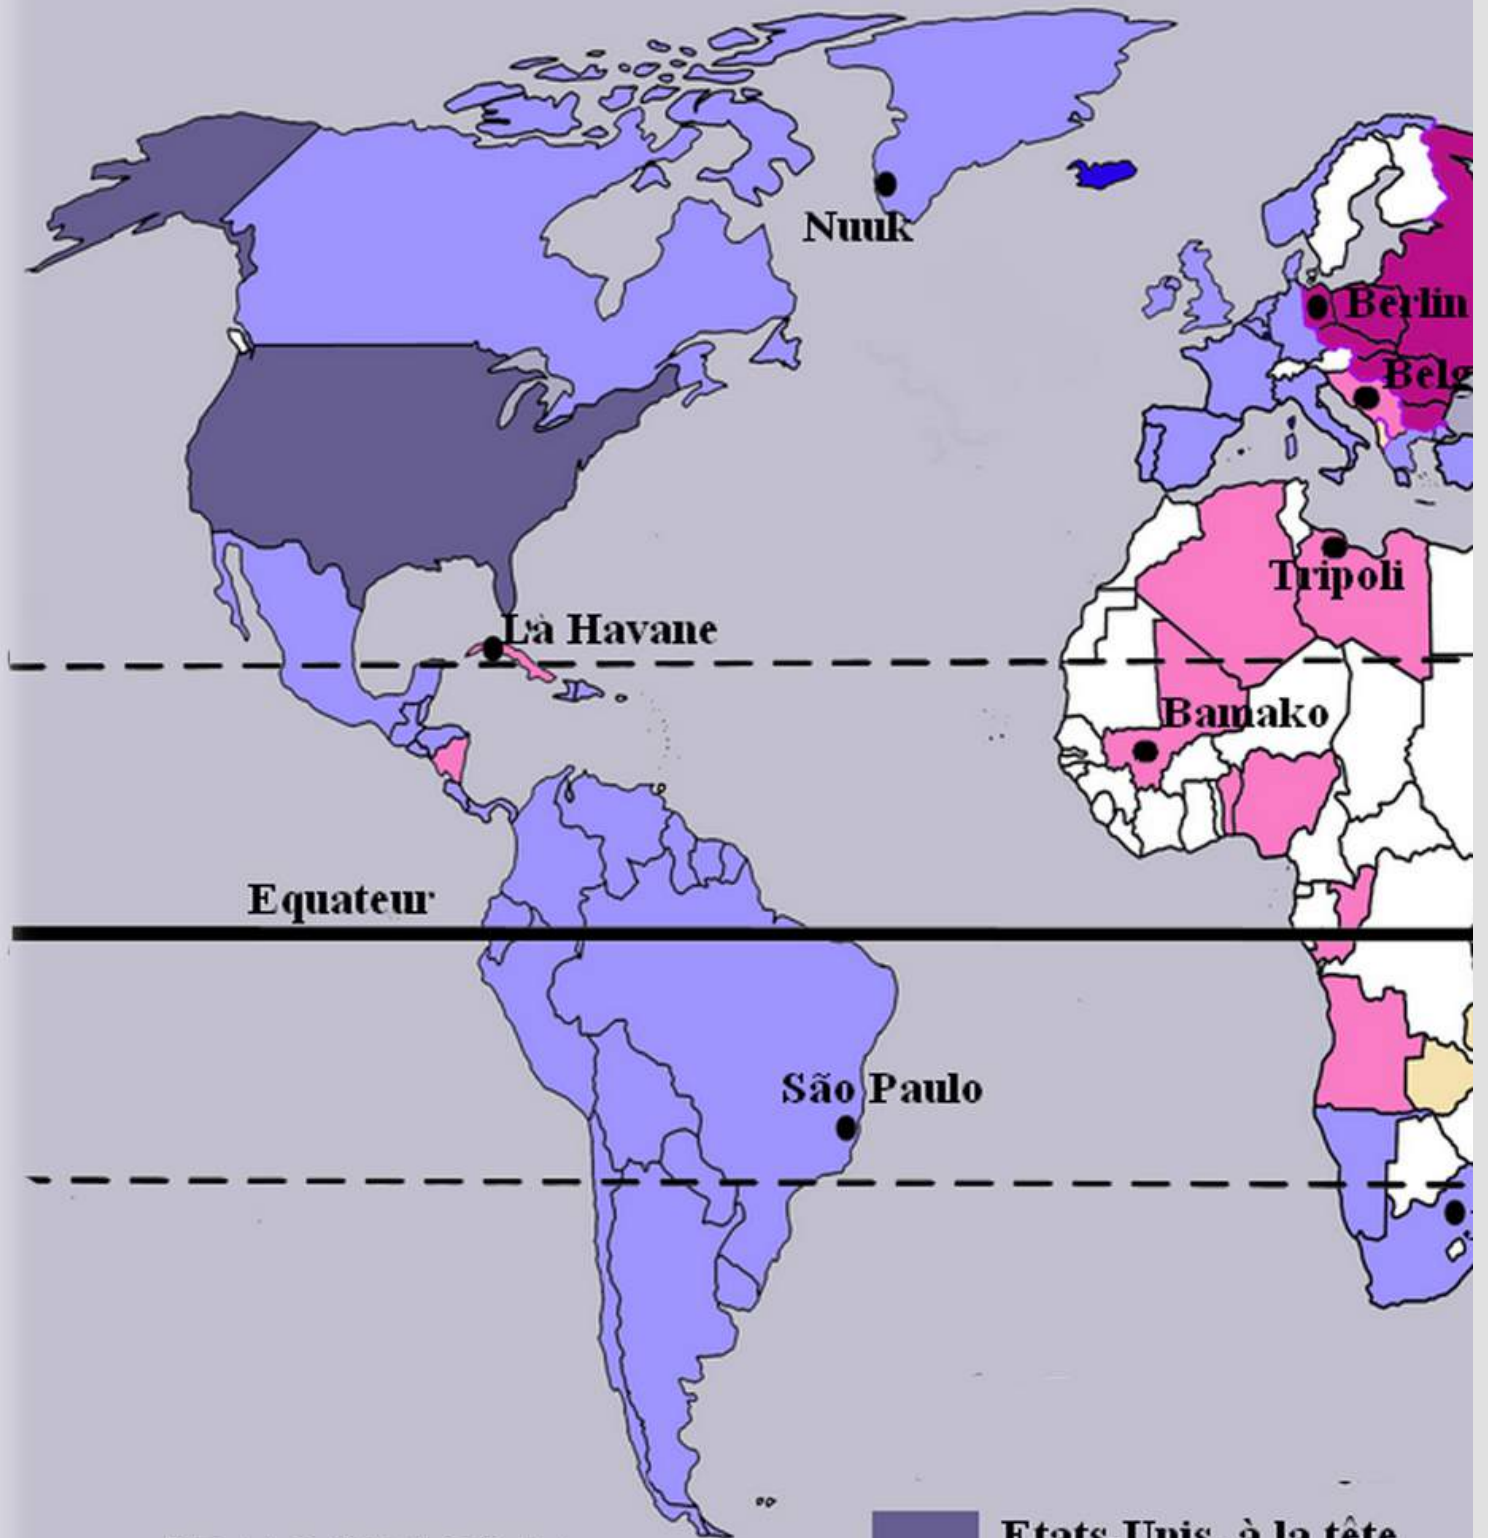 Nuuk
Berlin
Belg
Tripoli
La Havane
Bamako
Equateur
São Paulo
Etats Unis à la tête